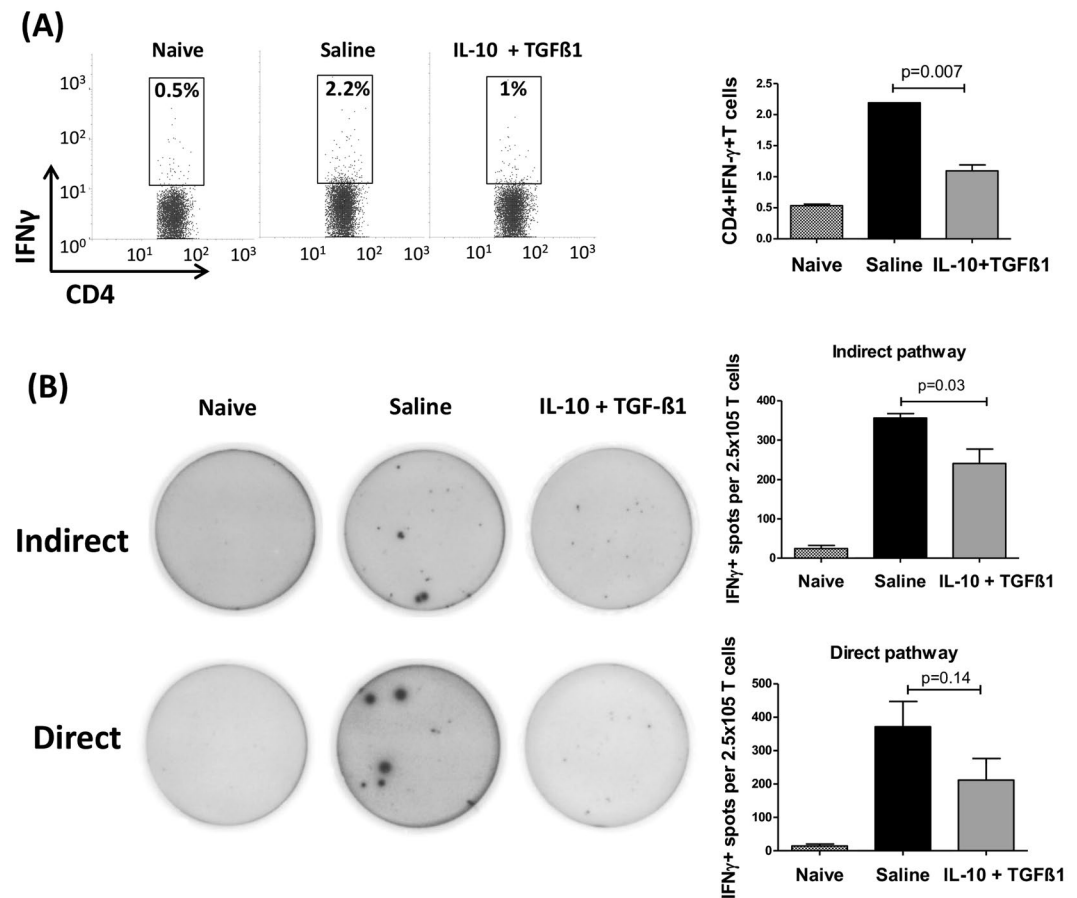 (A)
Naive
Saline
IL-10 + TGFß1
10³
10²
10¹
10⁰
0.5%
2.2%
1%
10¹ 10² 10³
10¹ 10² 10³
10¹ 10² 10³
IFNγ
CD4
CD4+IFN-γ+T cells
2.5
2.0
1.5
1.0
0.5
0.0
p=0.007
Naive Saline IL-10+TGFß1
(B)
Naive
Saline
IL-10 + TGF-ß1
Indirect
Direct
Indirect pathway
IFNγ+ spots per 2.5x105 T cells
400
300
200
100
0
p=0.03
Naive Saline IL-10 + TGFß1
Direct pathway
IFNγ+ spots per 2.5x105 T cells
500
400
300
200
100
0
p=0.14
Naive Saline IL-10 + TGFß1